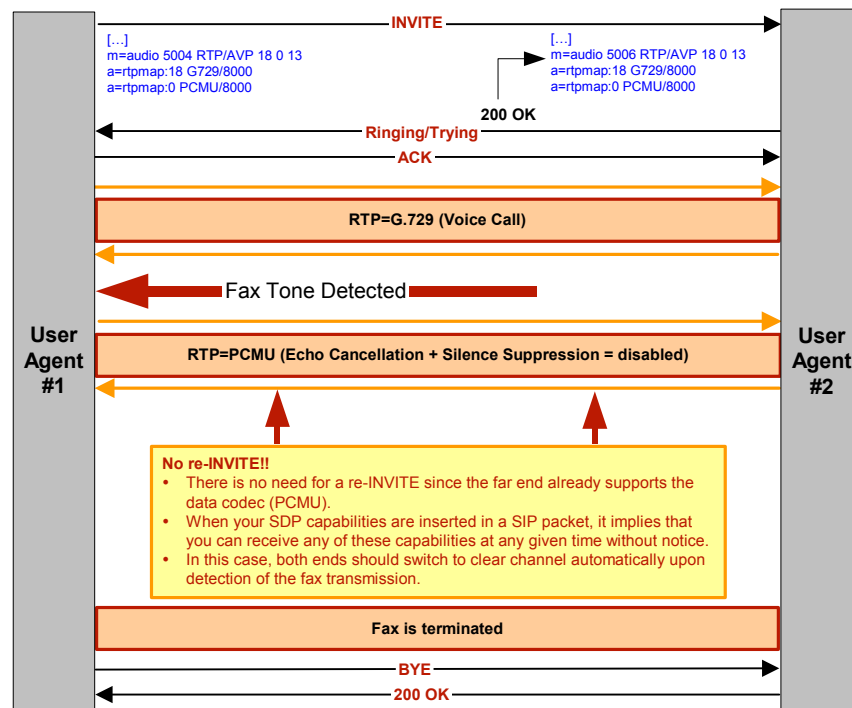 INVITE
[…]
m=audio 5004 RTP/AVP 18 0 13
a=rtpmap:18 G729/8000
a=rtpmap:0 PCMU/8000
[…]
m=audio 5006 RTP/AVP 18 0 13
a=rtpmap:18 G729/8000
a=rtpmap:0 PCMU/8000
200 OK
Ringing/Trying
ACK
RTP=G.729 (Voice Call)
Fax Tone Detected
User
Agent
#1
RTP=PCMU (Echo Cancellation + Silence Suppression = disabled)
User
Agent
#2
No re-INVITE!!
• There is no need for a re-INVITE since the far end already supports the
data codec (PCMU).
• When your SDP capabilities are inserted in a SIP packet, it implies that
you can receive any of these capabilities at any given time without notice.
• In this case, both ends should switch to clear channel automatically upon
detection of the fax transmission.
Fax is terminated
BYE
200 OK